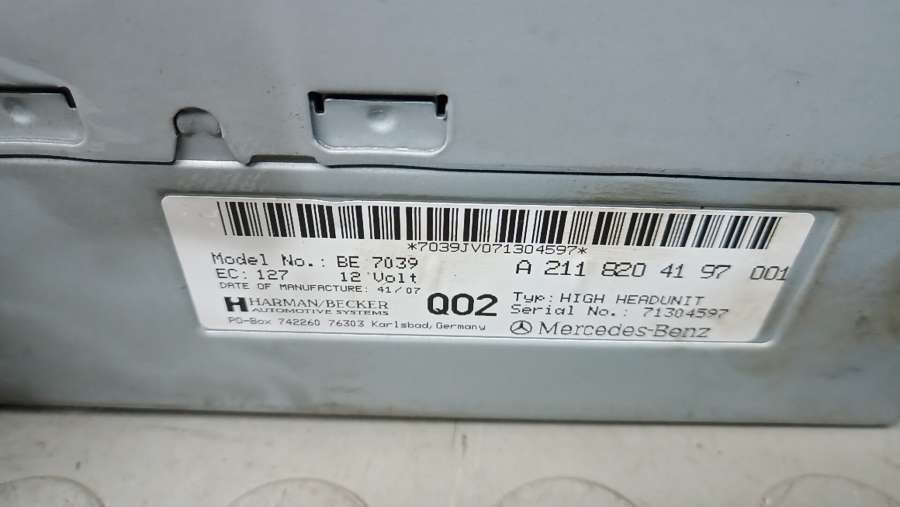 *7039JV071304597*
Model No.: BE 7039
A 211 820 41 97 001
EC: 127 12 Volt
DATE OF MANUFACTURE: 41/07
HARMAN/BECKER
AUTOMOTIVE SYSTEMS
Q02
Typ: HIGH HEADUNIT
Serial No.: 71304597
PO-Box 742260 76303 Karlsbad, Germany
Mercedes-Benz